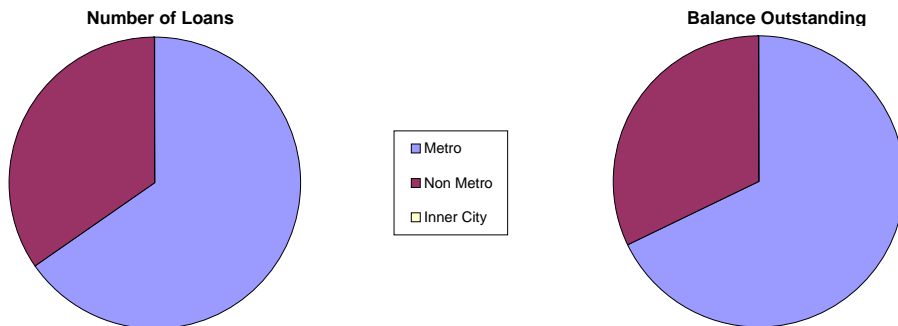 Number of Loans
Balance Outstanding
Metro
Non Metro
Inner City